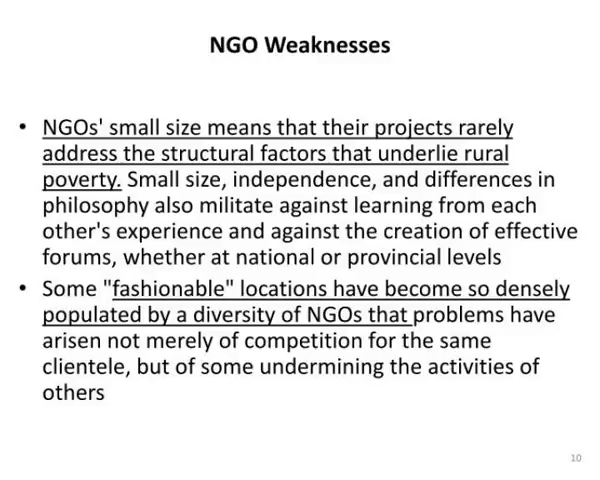 NGO Weaknesses
• NGOs' small size means that their projects rarely
address the structural factors that underlie rural
poverty. Small size, independence, and differences in
philosophy also militate against learning from each
other's experience and against the creation of effective
forums, whether at national or provincial levels
• Some "fashionable" locations have become so densely
populated by a diversity of NGOs that problems have
arisen not merely of competition for the same
clientele, but of some undermining the activities of
others
10